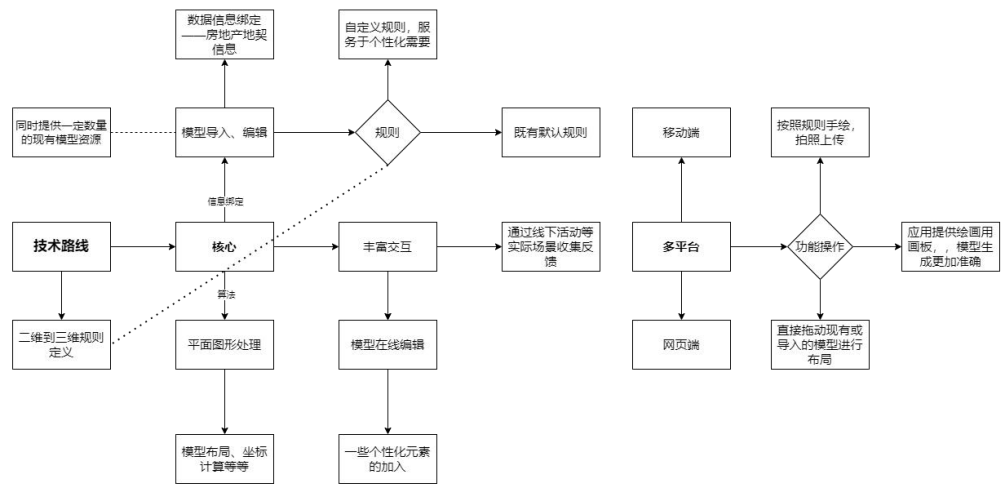 数据信息绑定
——房地产地契
信息
自定义规则，服
务于个性化需要
同时提供一定数量
的现有模型资源
模型导入、编辑
规则
既有默认规则
移动端
按照规则手绘，
拍照上传
信息绑定
技术路线
核心
丰富交互
通过线下活动等
实际场景收集反
馈
多平台
功能操作
应用提供绘画用
画板，，模型生
成更加准确
算法
二维到三维规则
定义
平面图形处理
模型在线编辑
网页端
直接拖动现有或
导入的模型进行
布局
模型布局、坐标
计算等等
一些个性化元素
的加入